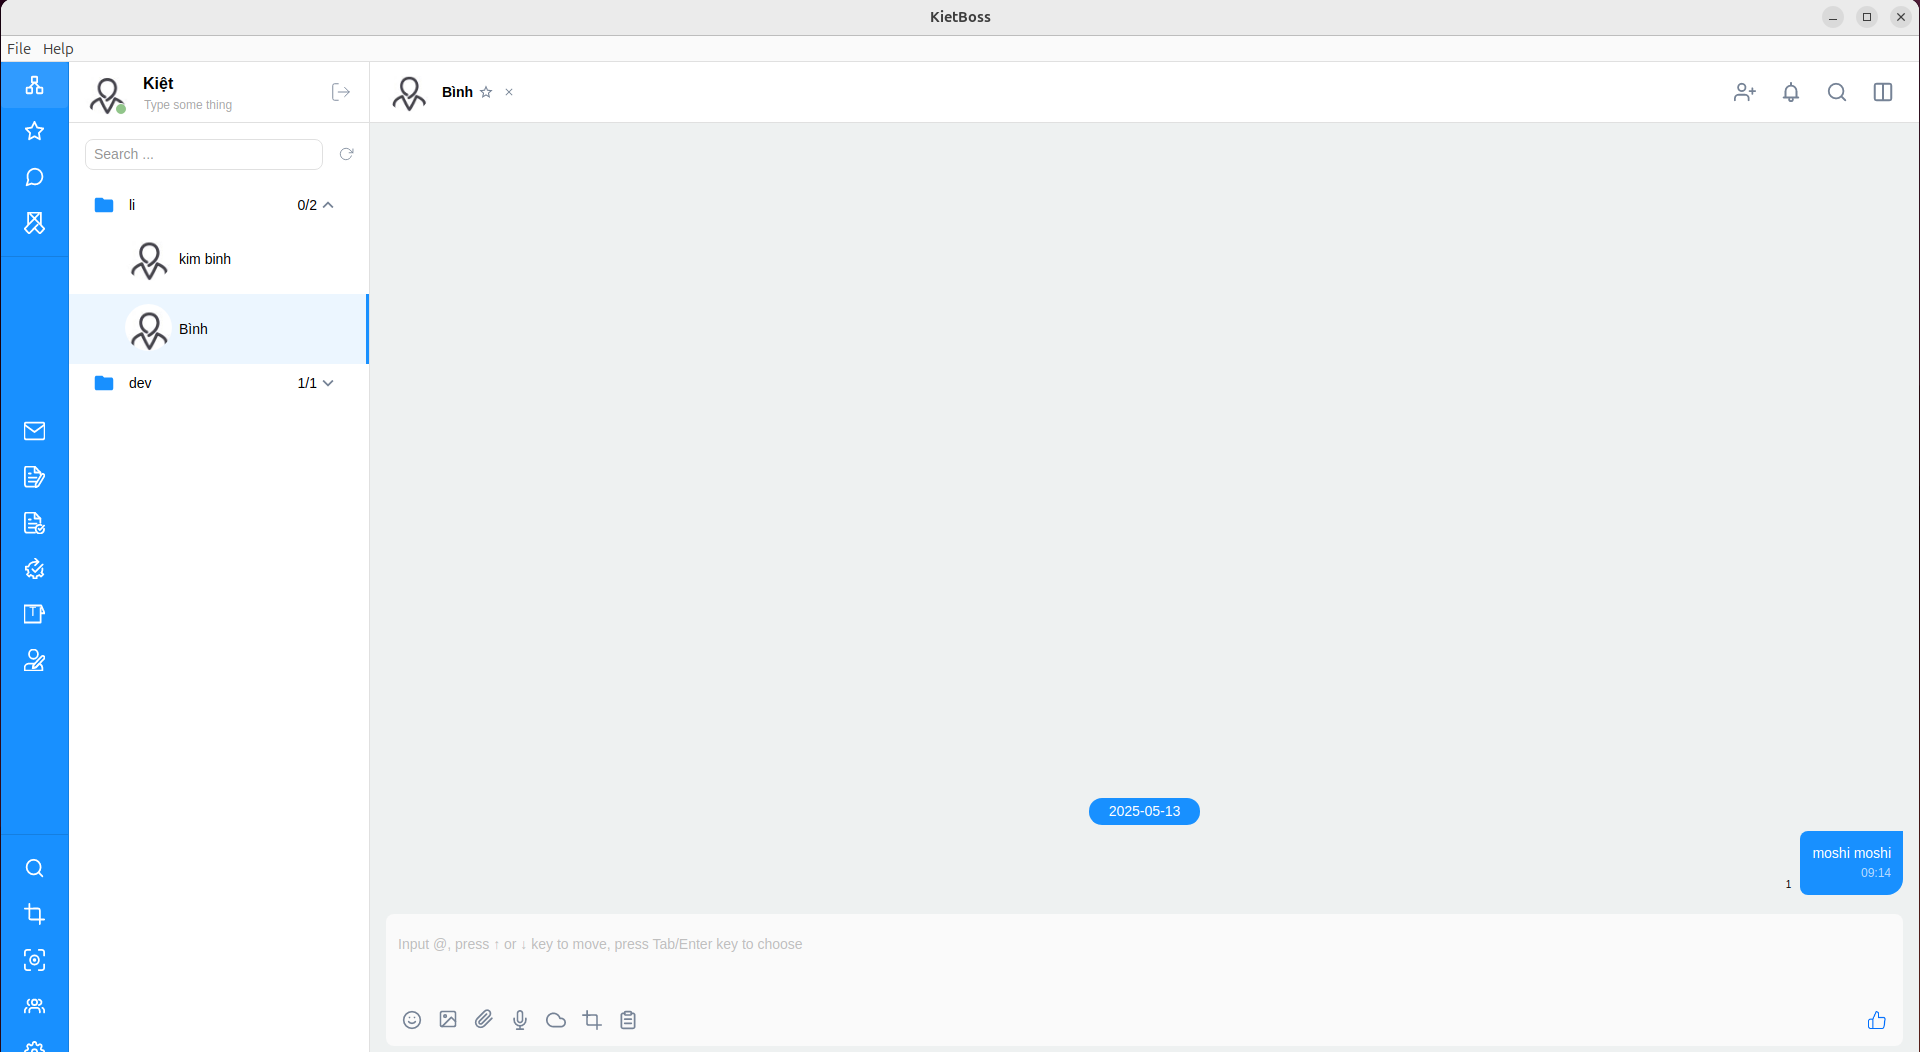 KietBoss
File Help
Kiệt
Type some thing
Search ...
li 0/2
kim binh
Bình
dev 1/1
Bình
2025-05-13
moshi moshi
09:14
1
Input @, press ↑ or ↓ key to move, press Tab/Enter key to choose